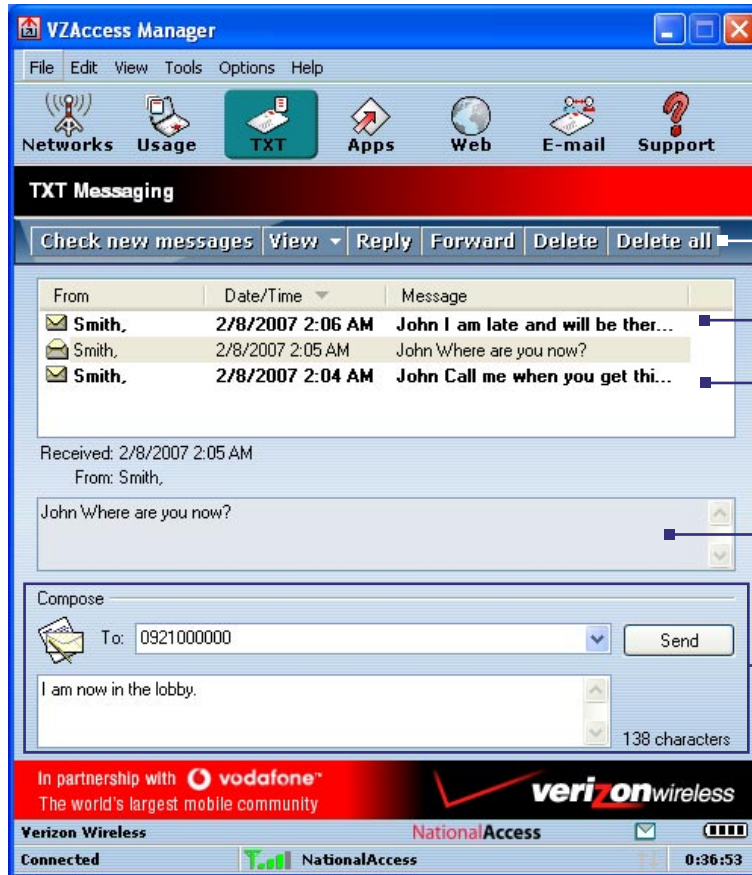 VZAccess Manager
File Edit View Tools Options Help
Networks Usage TXT Apps Web E-mail Support
TXT Messaging
Check new messages View Reply Forward Delete Delete all
From Date/Time Message
Smith, 2/8/2007 2:06 AM John I am late and will be ther...
Smith, 2/8/2007 2:05 AM John Where are you now?
Smith, 2/8/2007 2:04 AM John Call me when you get thi...
Received: 2/8/2007 2:05 AM
From: Smith,
John Where are you now?
Compose
To: 0921000000 Send
I am now in the lobby.
138 characters
In partnership with vodafone™
The world's largest mobile community
verizonwireless
Verizon Wireless NationalAccess
Connected NationalAccess 0:36:53